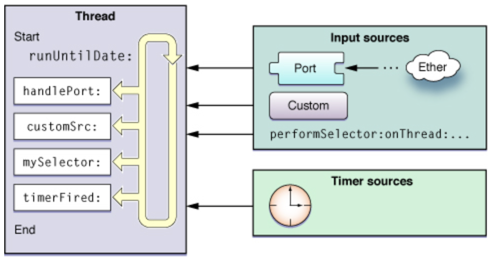 Thread
Start
runUntilDate:
handlePort:
customSrc:
mySelector:
timerFired:
End
Input sources
Port
... Ether
Custom
performSelector:onThread:...
Timer sources